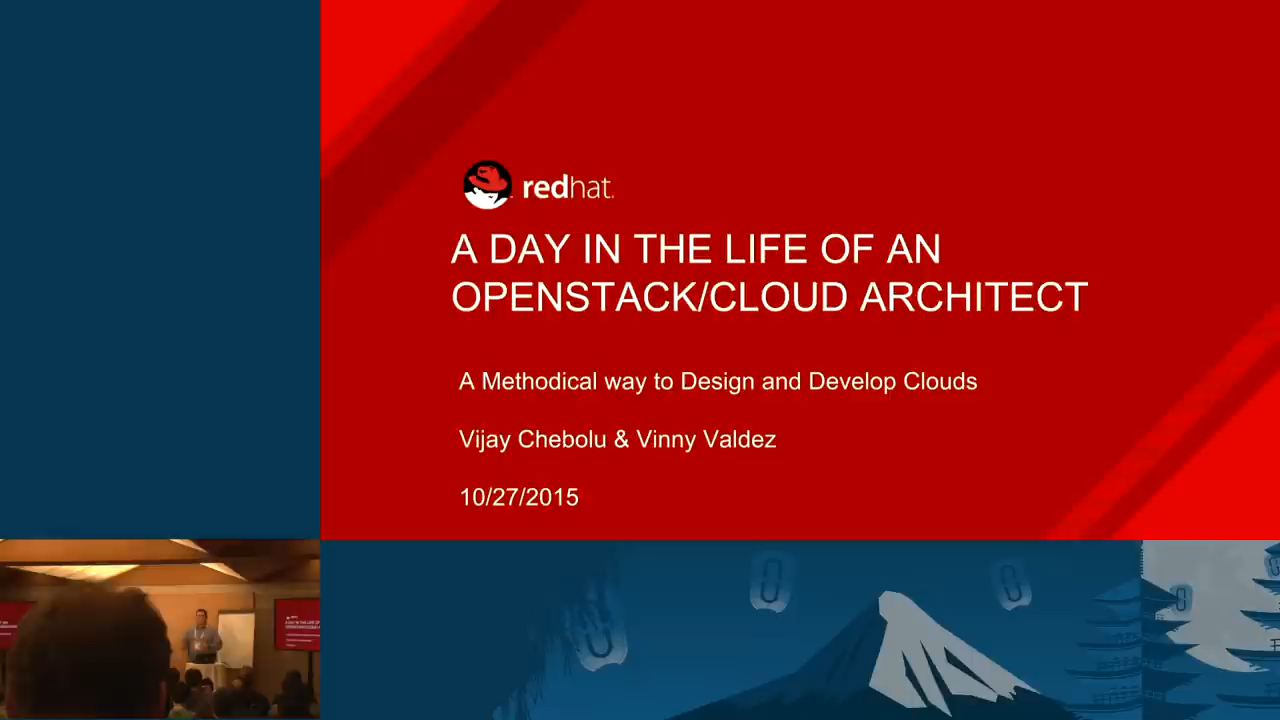 redhat.
A DAY IN THE LIFE OF AN
OPENSTACK/CLOUD ARCHITECT
A Methodical way to Design and Develop Clouds
Vijay Chebolu & Vinny Valdez
10/27/2015